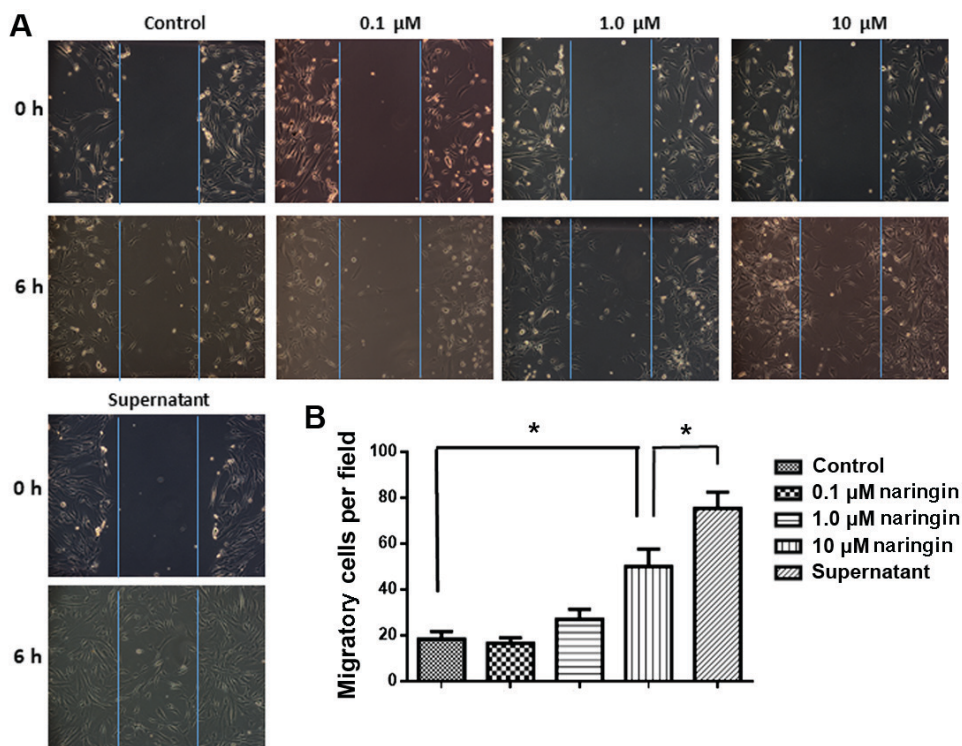 A
Control
0.1 µM
1.0 µM
10 µM
0 h
6 h
Supernatant
0 h
6 h
B
Migratory cells per field
100
80
60
40
20
0
*
*
Control
0.1 µM naringin
1.0 µM naringin
10 µM naringin
Supernatant